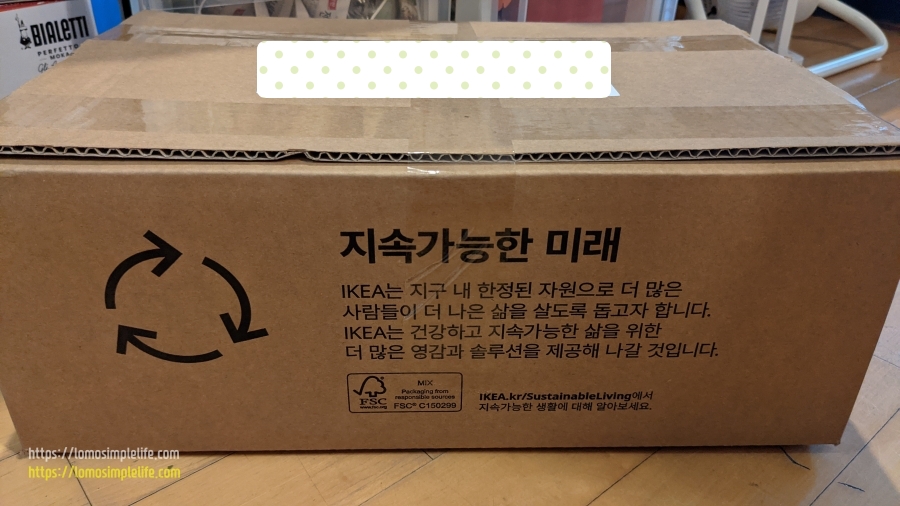 BIALETTI
PERFETTO
MOKA
지속가능한 미래
IKEA는 지구 내 한정된 자원으로 더 많은
사람들이 더 나은 삶을 살도록 돕고자 합니다.
IKEA는 건강하고 지속가능한 삶을 위한
더 많은 영감과 솔루션을 제공해 나갈 것입니다.
FSC
www.fsc.org
MIX
Packaging from
responsible sources
FSC® C150299
IKEA.kr/SustainableLiving에서
지속가능한 생활에 대해 알아보세요.
https://lomosimplelife.com
https://lomosimplelife.com